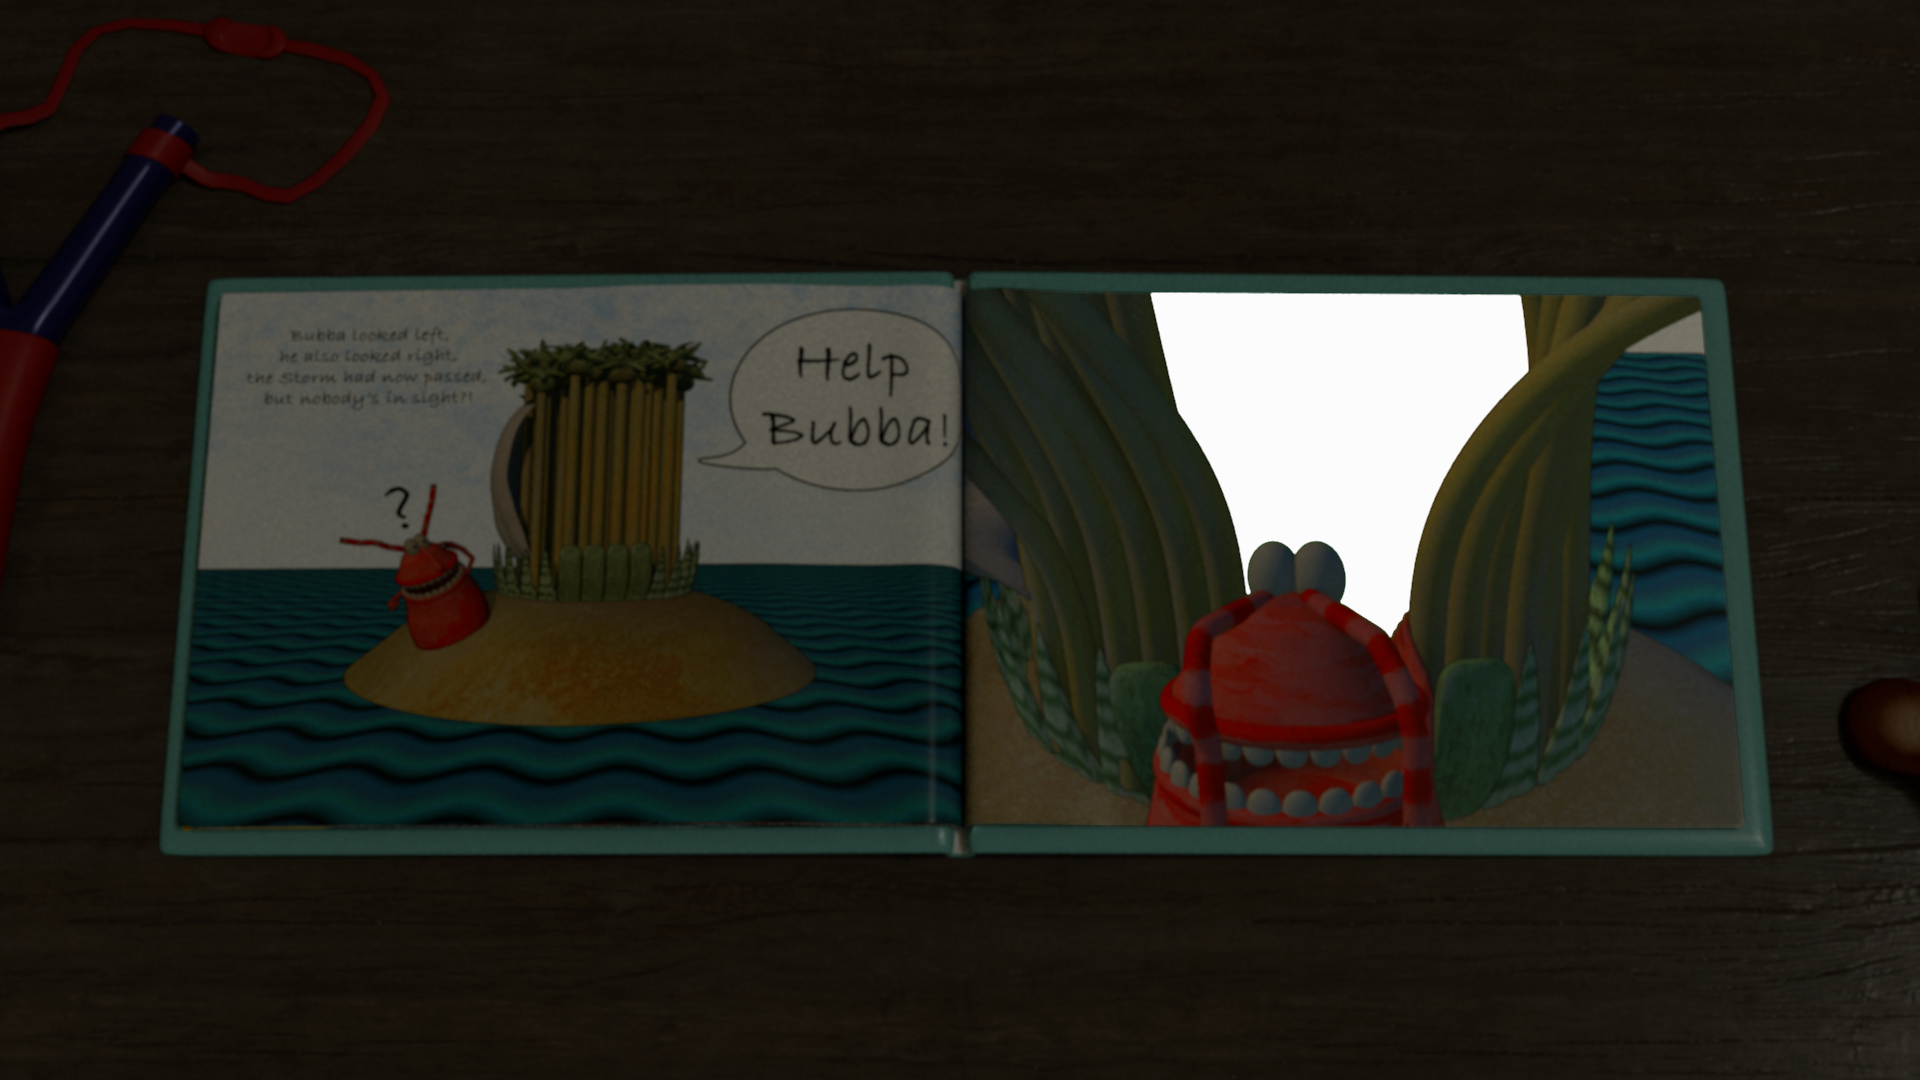 Bubba looked left,
he also looked right,
the Storm had now passed,
but nobody's in sight?!
?
Help
Bubba!